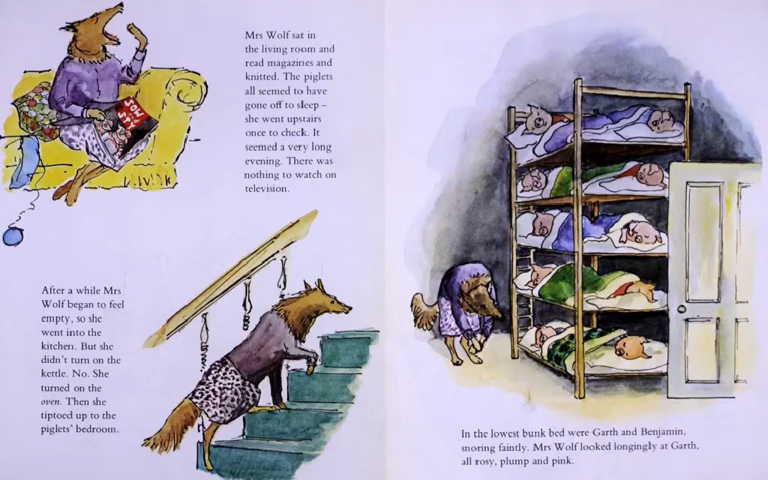 Mrs Wolf sat in
the living room and
read magazines and
knitted. The piglets
all seemed to have
gone off to sleep –
she went upstairs
once to check. It
seemed a very long
evening. There was
nothing to watch on
television.
After a while Mrs
Wolf began to feel
empty, so she
went into the
kitchen. But she
didn't turn on the
kettle. No. She
turned on the
oven. Then she
tiptoed up to the
piglets' bedroom.
In the lowest bunk bed were Garth and Benjamin,
snoring faintly. Mrs Wolf looked longingly at Garth,
all rosy, plump and pink.